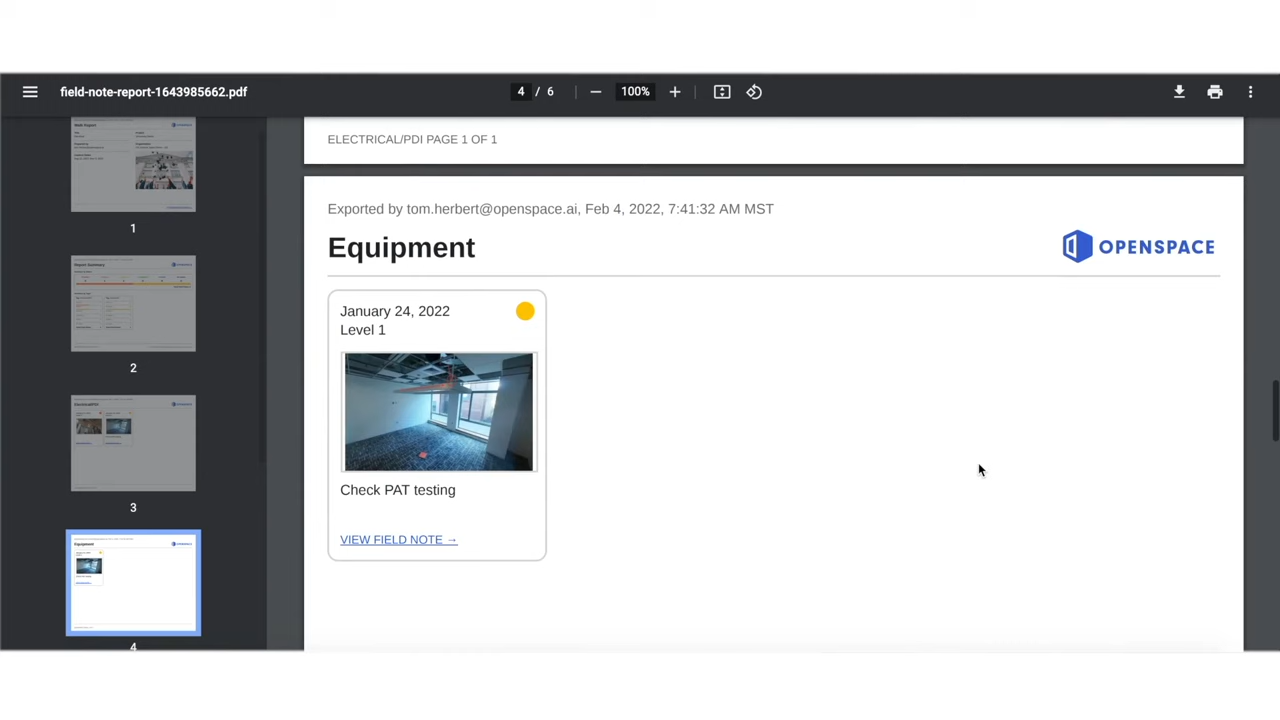 field-note-report-1643985662.pdf
4 / 6
100%
ELECTRICAL/PDI PAGE 1 OF 1
Exported by tom.herbert@openspace.ai, Feb 4, 2022, 7:41:32 AM MST
Equipment
OPENSPACE
January 24, 2022
Level 1
Check PAT testing
VIEW FIELD NOTE →
1
2
3
4